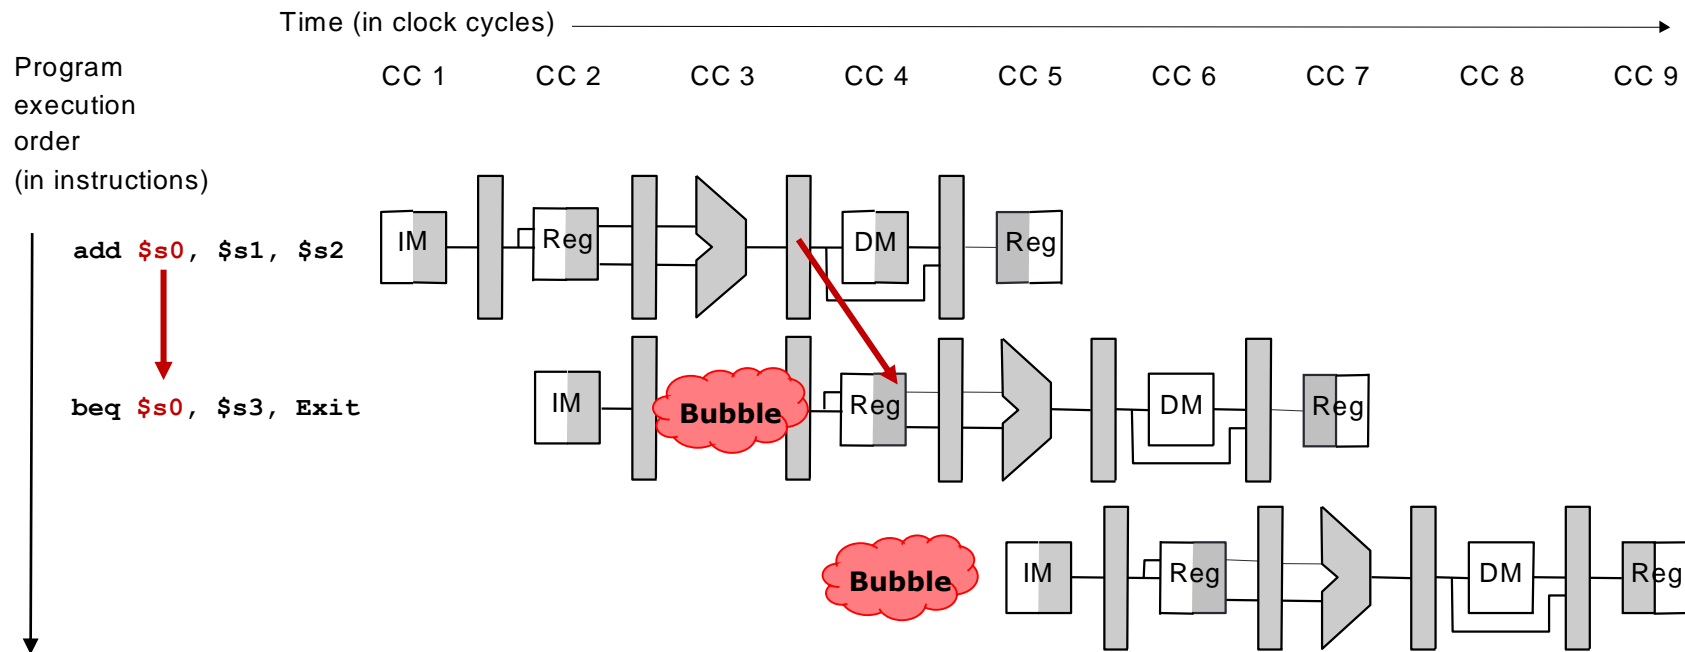 Time (in clock cycles)
Program
execution
order
(in instructions)
CC 1 CC 2 CC 3 CC 4 CC 5 CC 6 CC 7 CC 8 CC 9
add $s0, $s1, $s2
IM Reg DM Reg
beq $s0, $s3, Exit
IM Bubble Reg DM Reg
Bubble IM Reg DM Reg